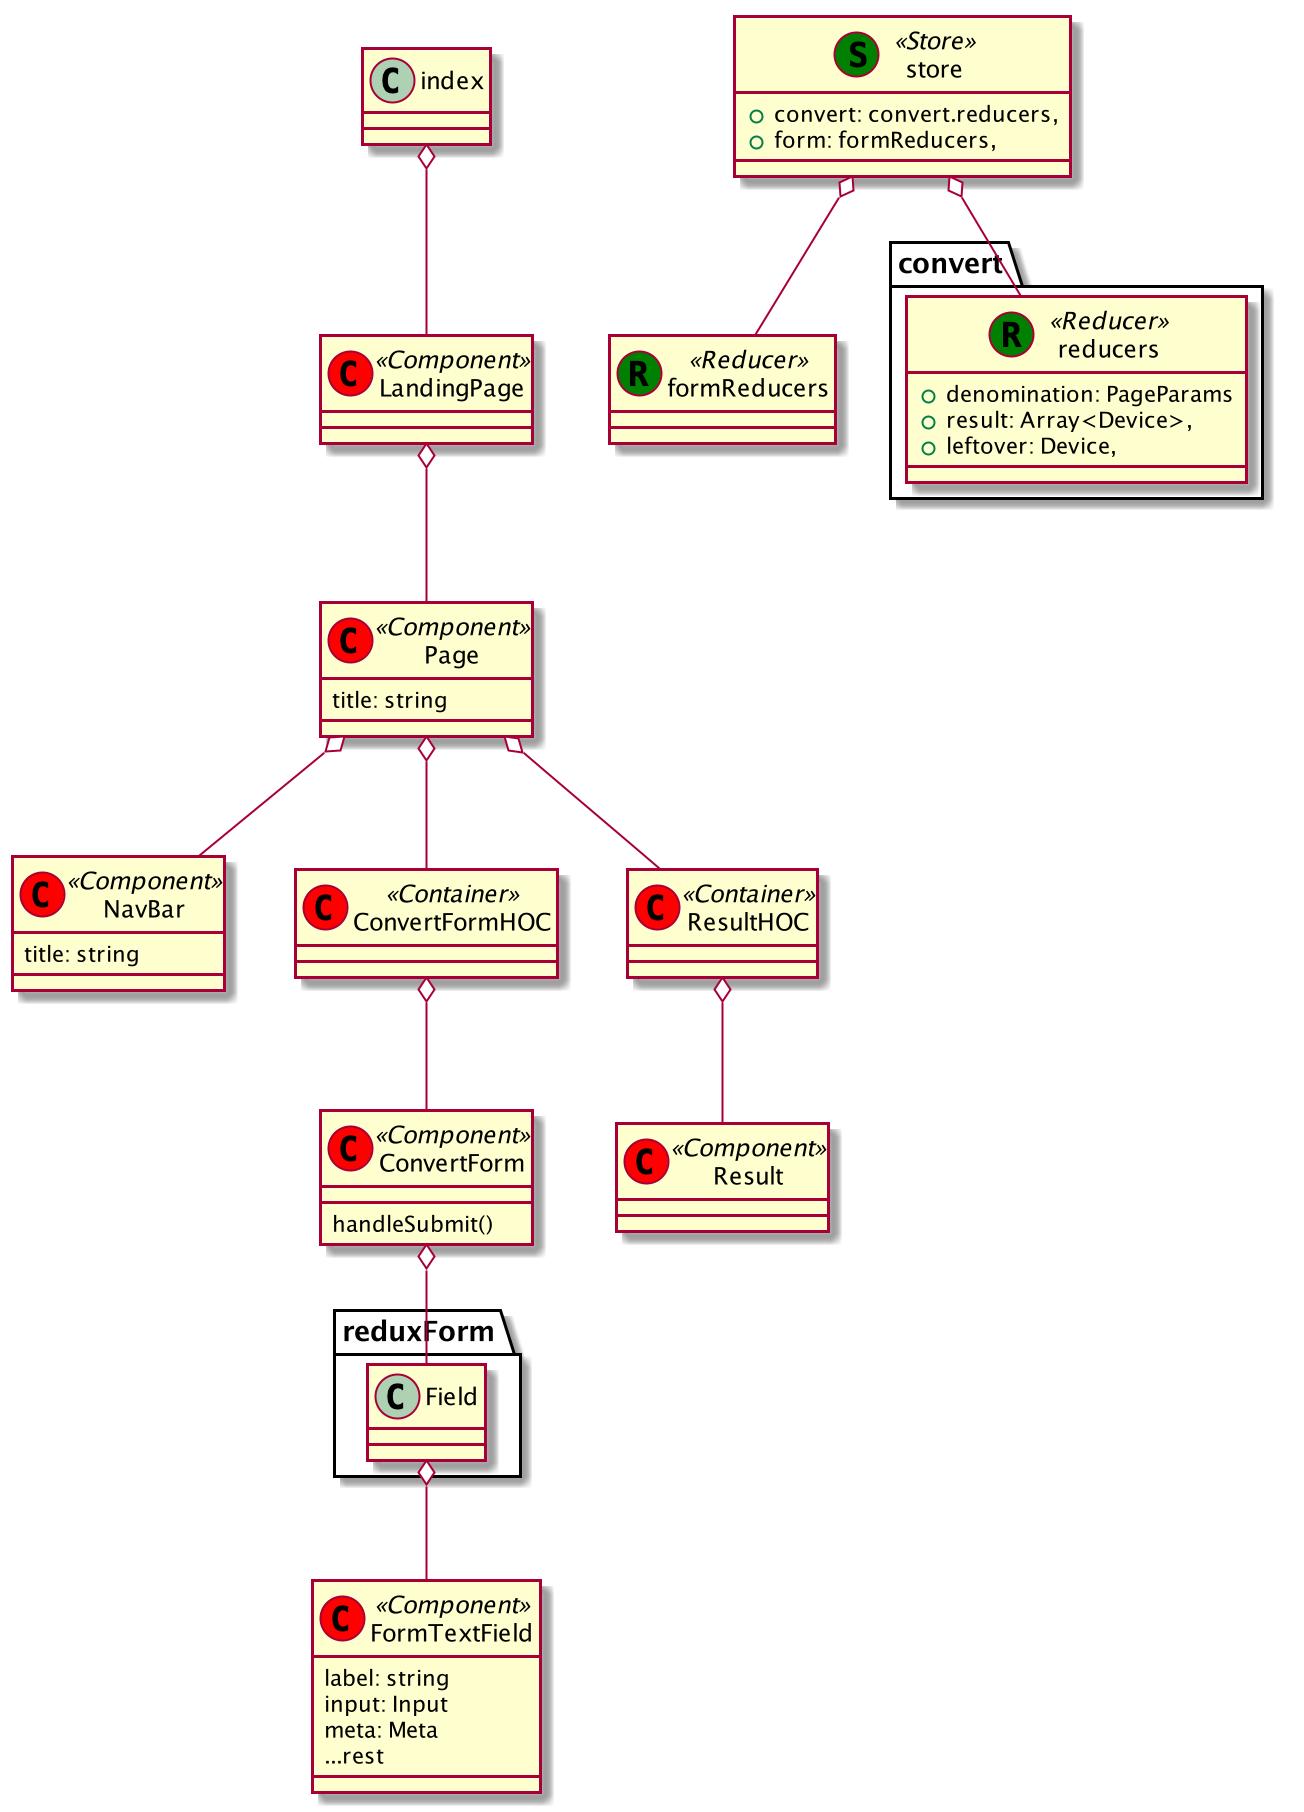 C index
S «Store»
store
convert: convert.reducers,
form: formReducers,
convert
C «Component»
LandingPage
R «Reducer»
formReducers
R «Reducer»
reducers
denomination: PageParams
result: Array<Device>,
leftover: Device,
C «Component»
Page
title: string
C «Component»
NavBar
title: string
C «Container»
ConvertFormHOC
C «Container»
ResultHOC
C «Component»
ConvertForm
handleSubmit()
C «Component»
Result
reduxForm
C Field
C «Component»
FormTextField
label: string
input: Input
meta: Meta
...rest